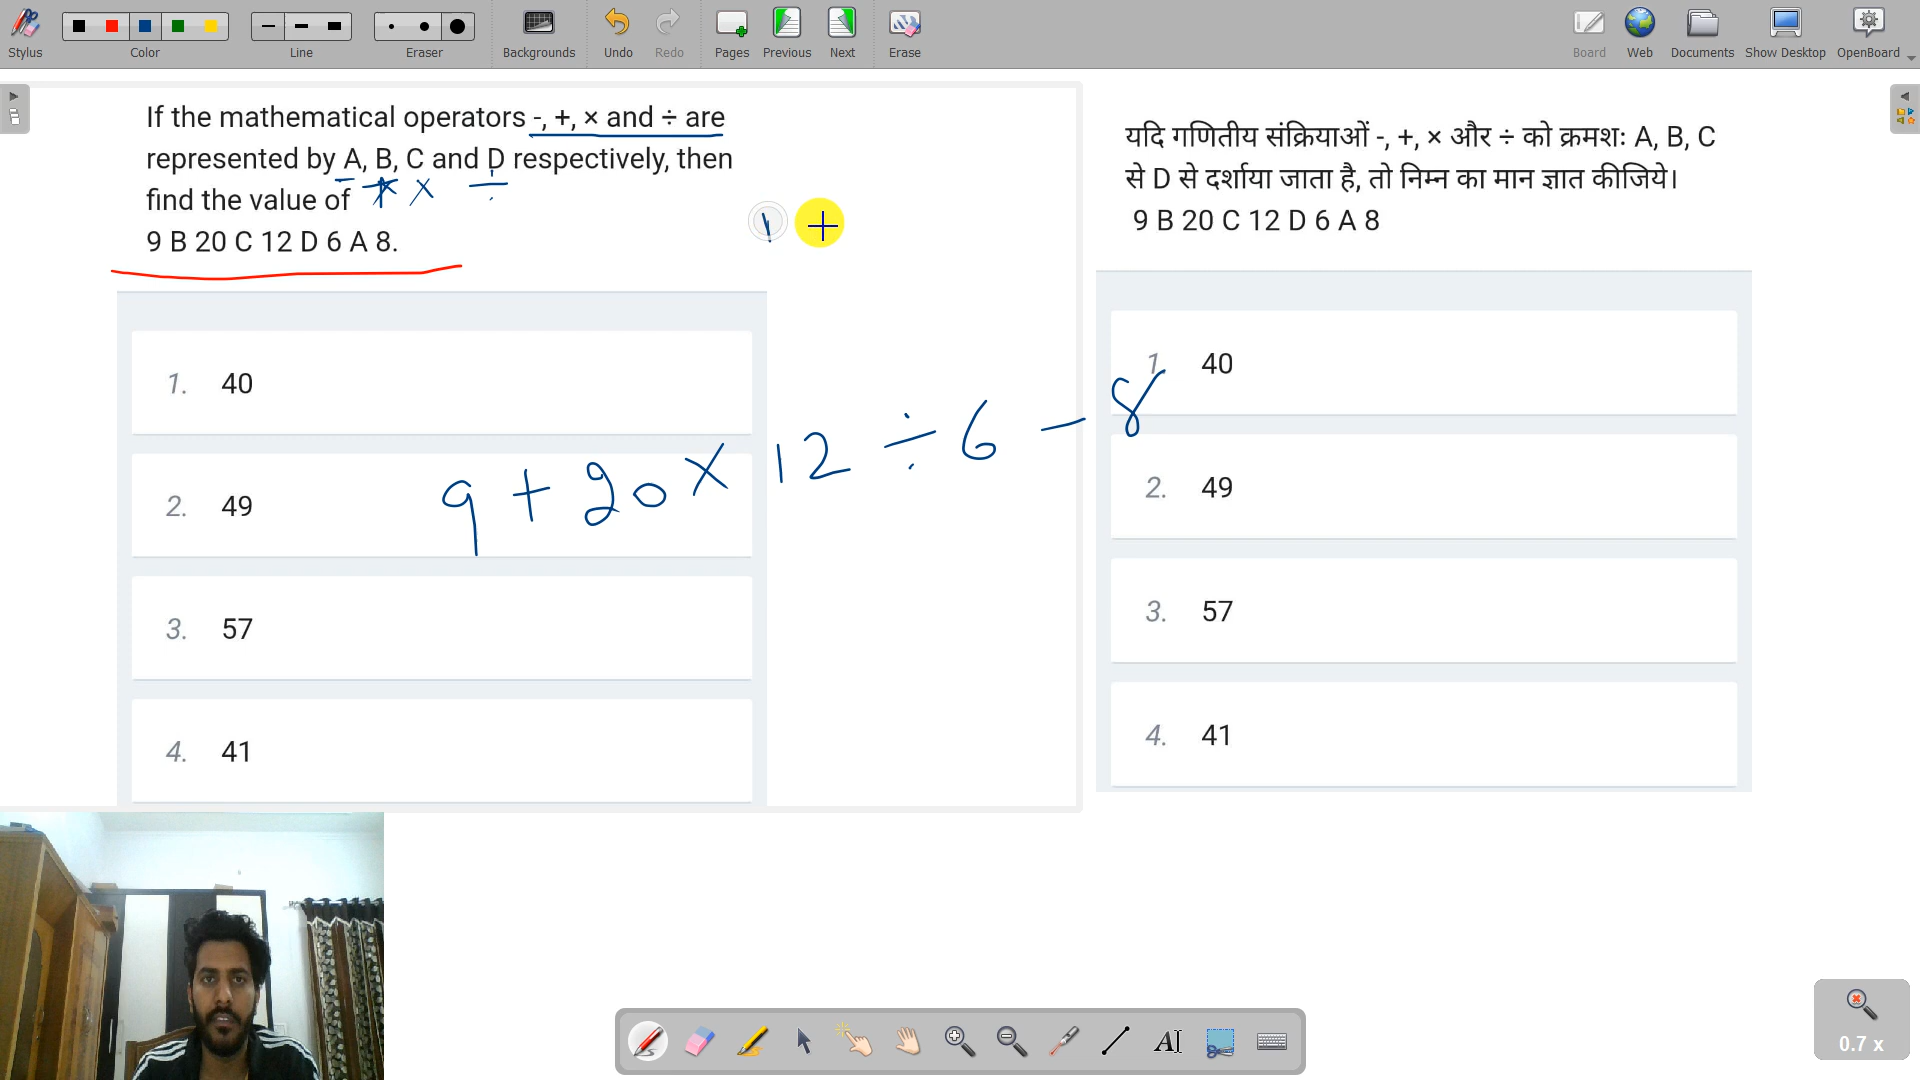 Stylus
Color
Line
Eraser
Backgrounds
Undo
Redo
Pages
Previous
Next
Erase
Board
Web
Documents
Show Desktop
OpenBoard
If the mathematical operators -, +, × and ÷ are
represented by A, B, C and D respectively, then
find the value of
- + × ÷
9 B 20 C 12 D 6 A 8.
1. 40
2. 49
3. 57
4. 41
9 + 20 × 12 ÷ 6 - 8
यदि गणितीय संक्रियाओं -, +, × और ÷ को क्रमशः A, B, C
से D से दर्शाया जाता है, तो निम्न का मान ज्ञात कीजिये।
9 B 20 C 12 D 6 A 8
1. 40
2. 49
3. 57
4. 41
0.7 x